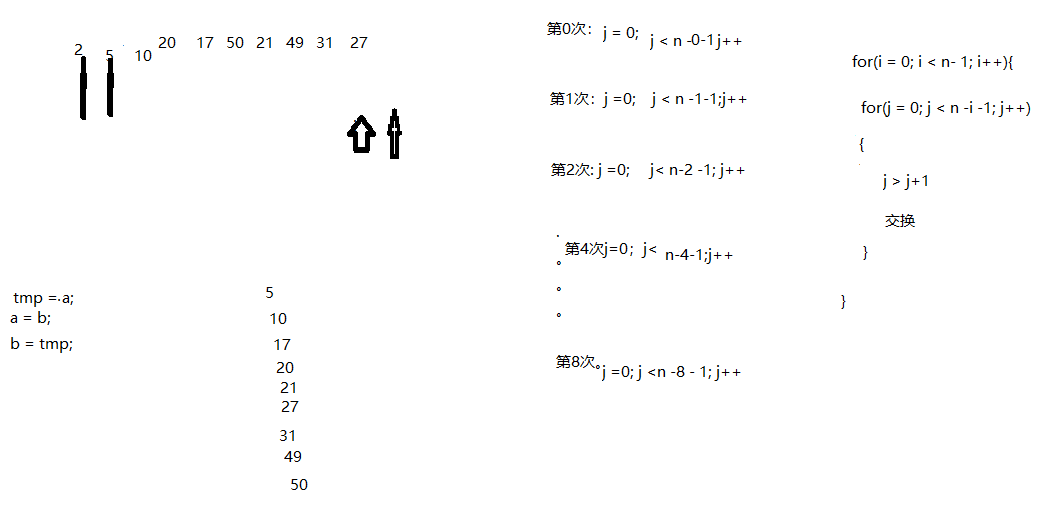 2 5 10 20 17 50 21 49 31 27
tmp = a;
a = b;
b = tmp;
5
10
17
20
21
27
31
49
50
第0次: j = 0; j < n -0-1 j++
第1次: j =0; j < n -1-1;j++
第2次: j =0; j< n-2 -1; j++
.
第4次j=0; j< n-4-1;j++
。
。
。
第8次。j =0; j <n -8 - 1; j++
for(i = 0; i < n- 1; i++){
for(j = 0; j < n -i -1; j++)
{
j > j+1
交换
}
}